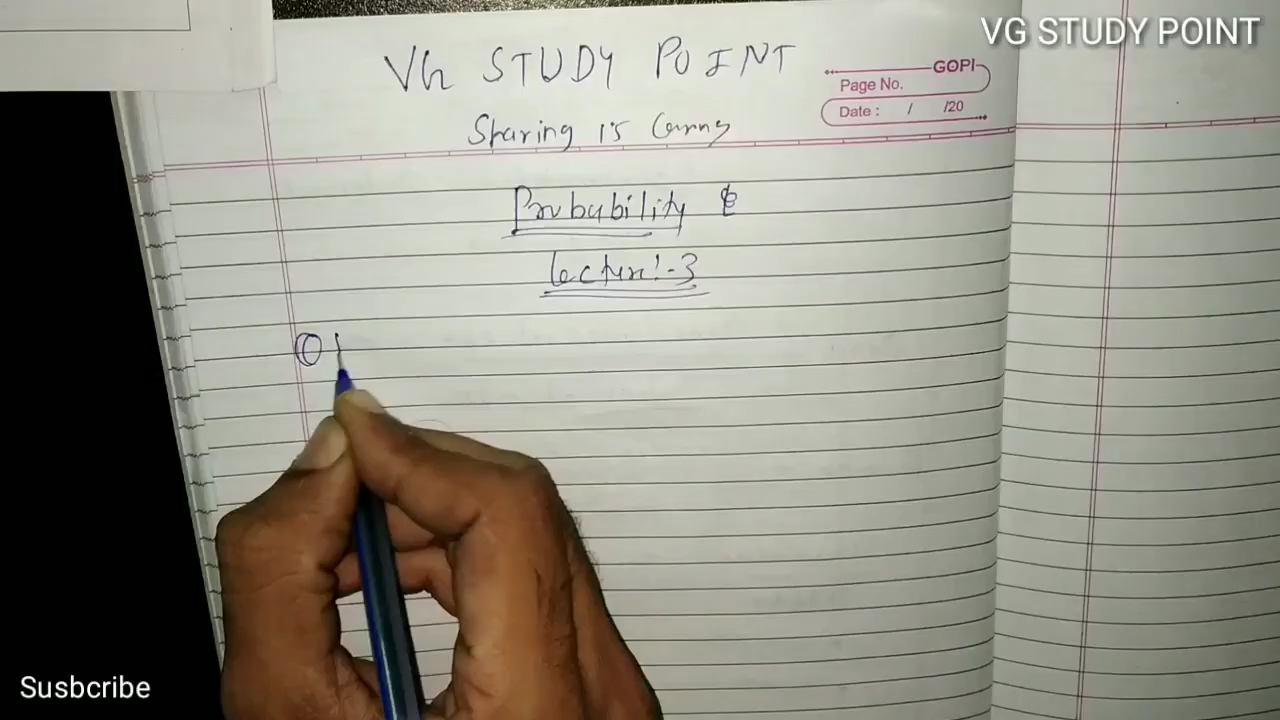 VG STUDY POINT
VG STUDY POINT
GOPI
Page No.
Date : / /20
Sharing is Caring
Probability &
Lecture:-3
Susbcribe